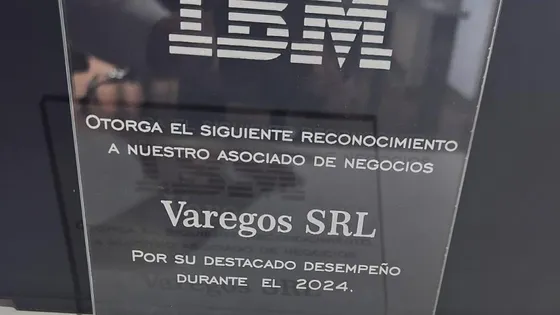 IBM
OTORGA EL SIGUIENTE RECONOCIMIENTO
A NUESTRO ASOCIADO DE NEGOCIOS
Varegos SRL
POR SU DESTACADO DESEMPEÑO
DURANTE EL 2024.